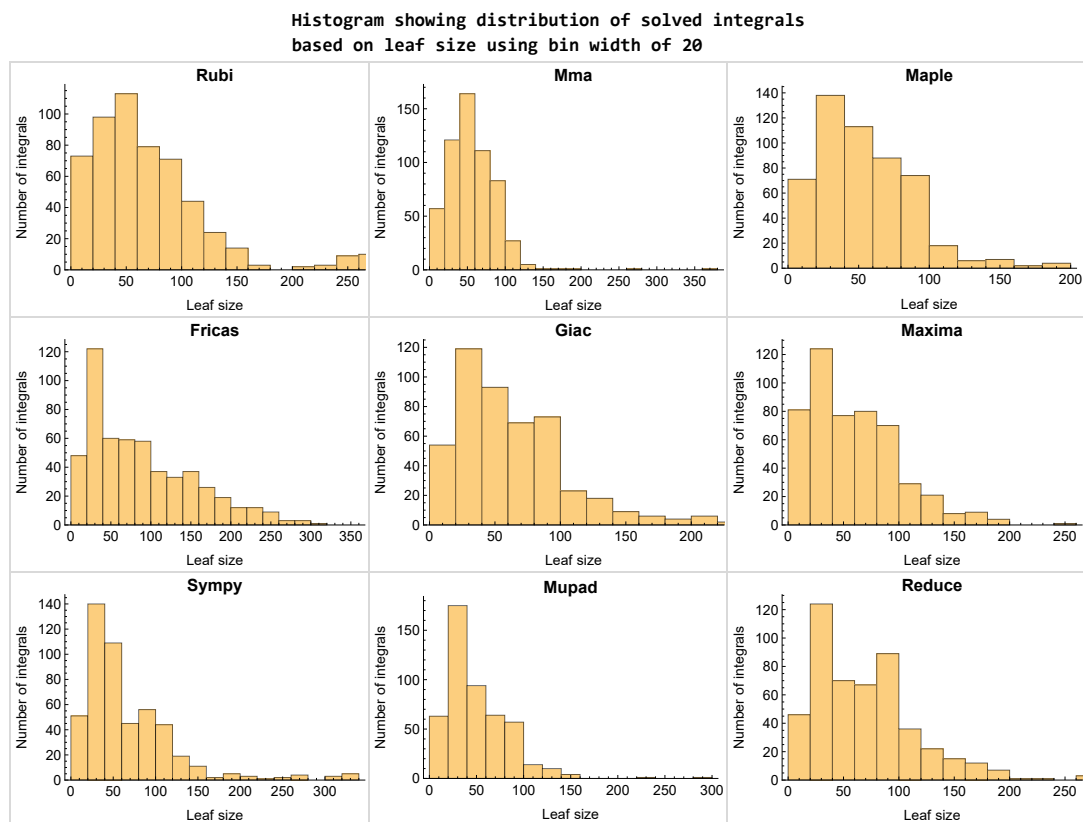 Histogram showing distribution of solved integrals
based on leaf size using bin width of 20
Rubi
Number of integrals
100
80
60
40
20
0
0 50 100 150 200 250
Leaf size
Mma
Number of integrals
150
100
50
0
0 50 100 150 200 250 300 350
Leaf size
Maple
Number of integrals
140
120
100
80
60
40
20
0
0 50 100 150 200
Leaf size
Fricas
Number of integrals
120
100
80
60
40
20
0
0 50 100 150 200 250 300 350
Leaf size
Giac
Number of integrals
120
100
80
60
40
20
0
0 50 100 150 200
Leaf size
Maxima
Number of integrals
120
100
80
60
40
20
0
0 50 100 150 200 250
Leaf size
Sympy
Number of integrals
140
120
100
80
60
40
20
0
0 50 100 150 200 250 300
Leaf size
Mupad
Number of integrals
150
100
50
0
0 50 100 150 200 250 300
Leaf size
Reduce
Number of integrals
120
100
80
60
40
20
0
0 50 100 150 200 250
Leaf size